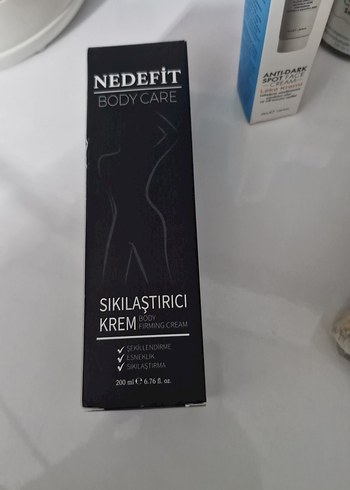 NEDEFİT
BODY CARE
SIKILAŞTIRICI
KREM BODY
FIRMING CREAM
ŞEKİLLENDİRME
ESNEKLİK
SIKILAŞTIRMA
200 ml ℮ 6.76 fl. oz.
ANTI-DARK
SPOT FACE
CREAM